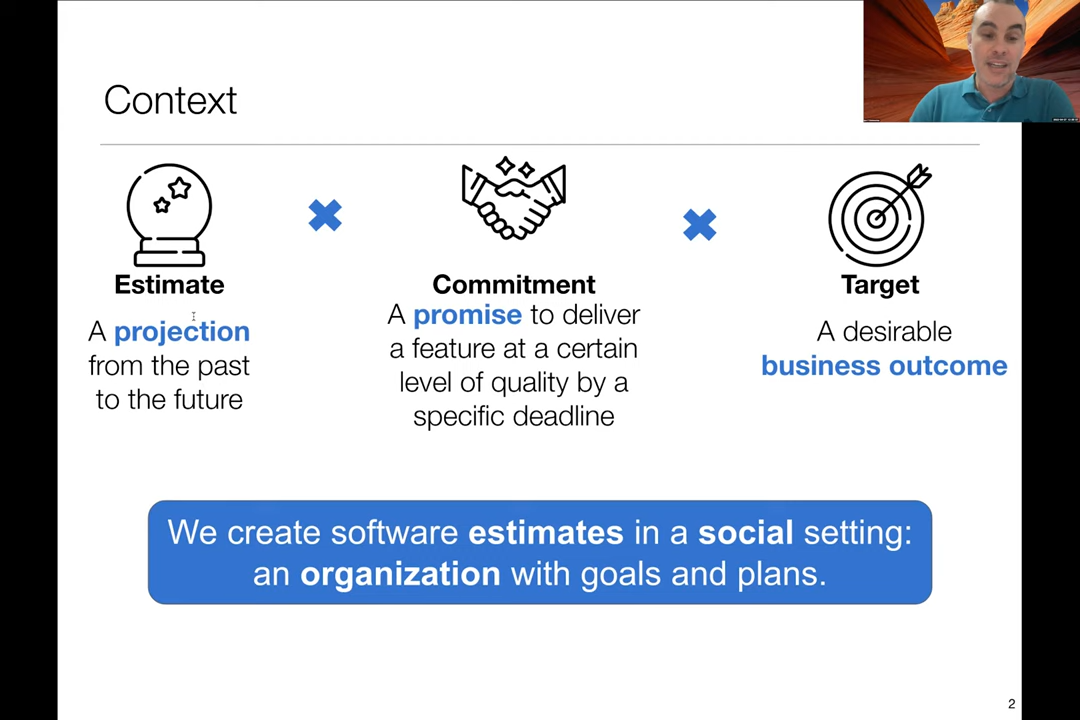 Context
Estimate
A projection
from the past
to the future
Commitment
A promise to deliver
a feature at a certain
level of quality by a
specific deadline
Target
A desirable
business outcome
We create software estimates in a social setting:
an organization with goals and plans.
2